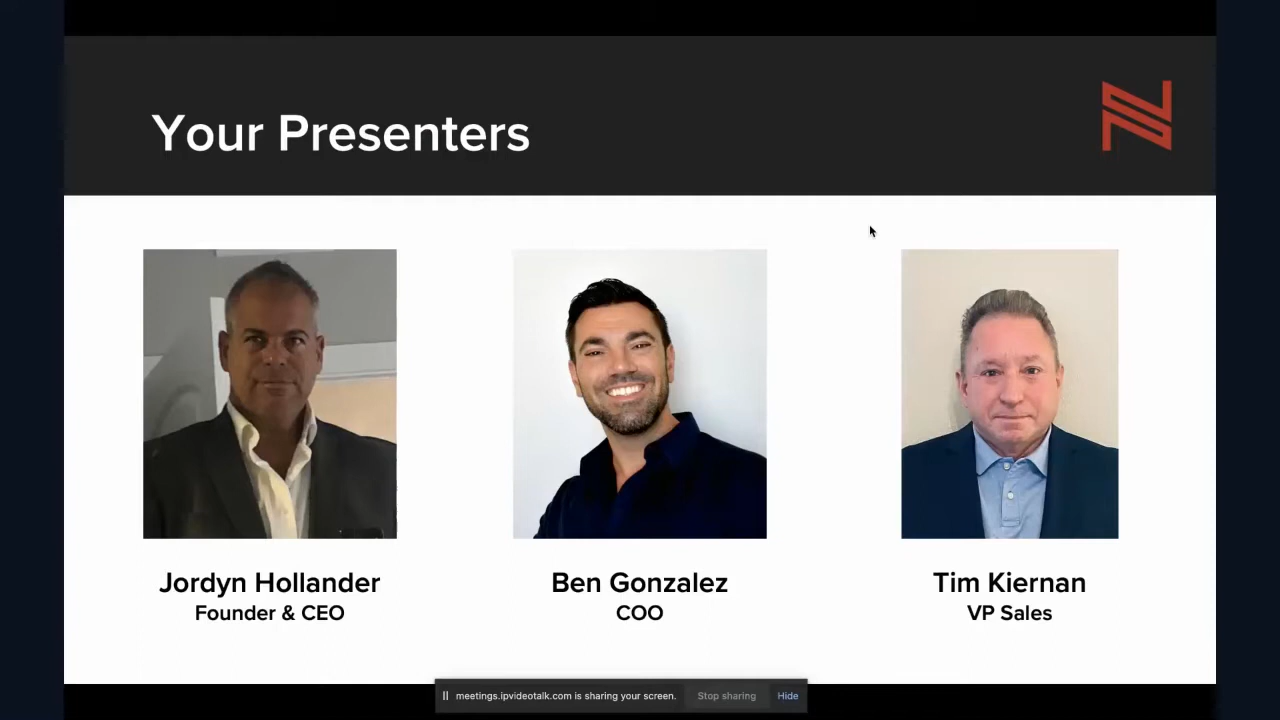 Your Presenters
Jordyn Hollander
Founder & CEO
Ben Gonzalez
COO
Tim Kiernan
VP Sales
meetings.ipvideotalk.com is sharing your screen. Stop sharing Hide